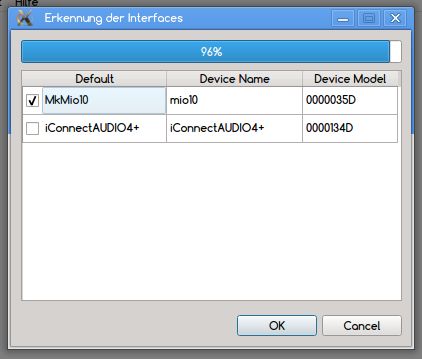 Hilfe
Erkennung der Interfaces
96%
Default Device Name Device Model
MkMio10 mio10 0000035D
iConnectAUDIO4+ iConnectAUDIO4+ 0000134D
OK Cancel